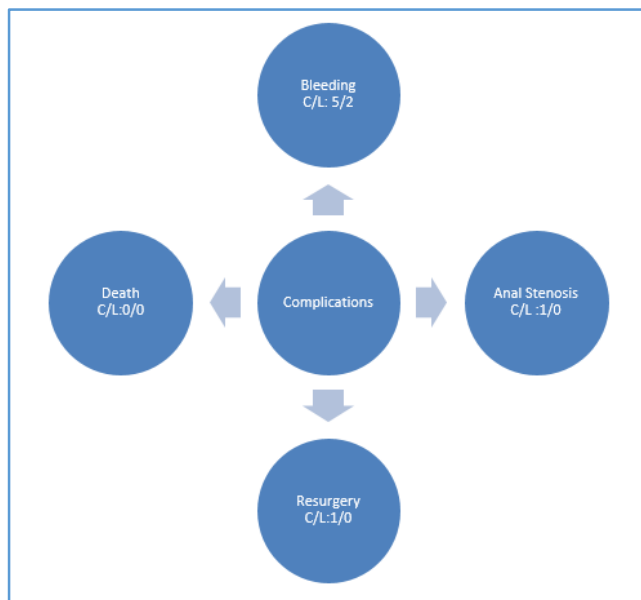 Bleeding
C/L: 5/2
Death
C/L:0/0
Complications
Anal Stenosis
C/L :1/0
Resurgery
C/L:1/0